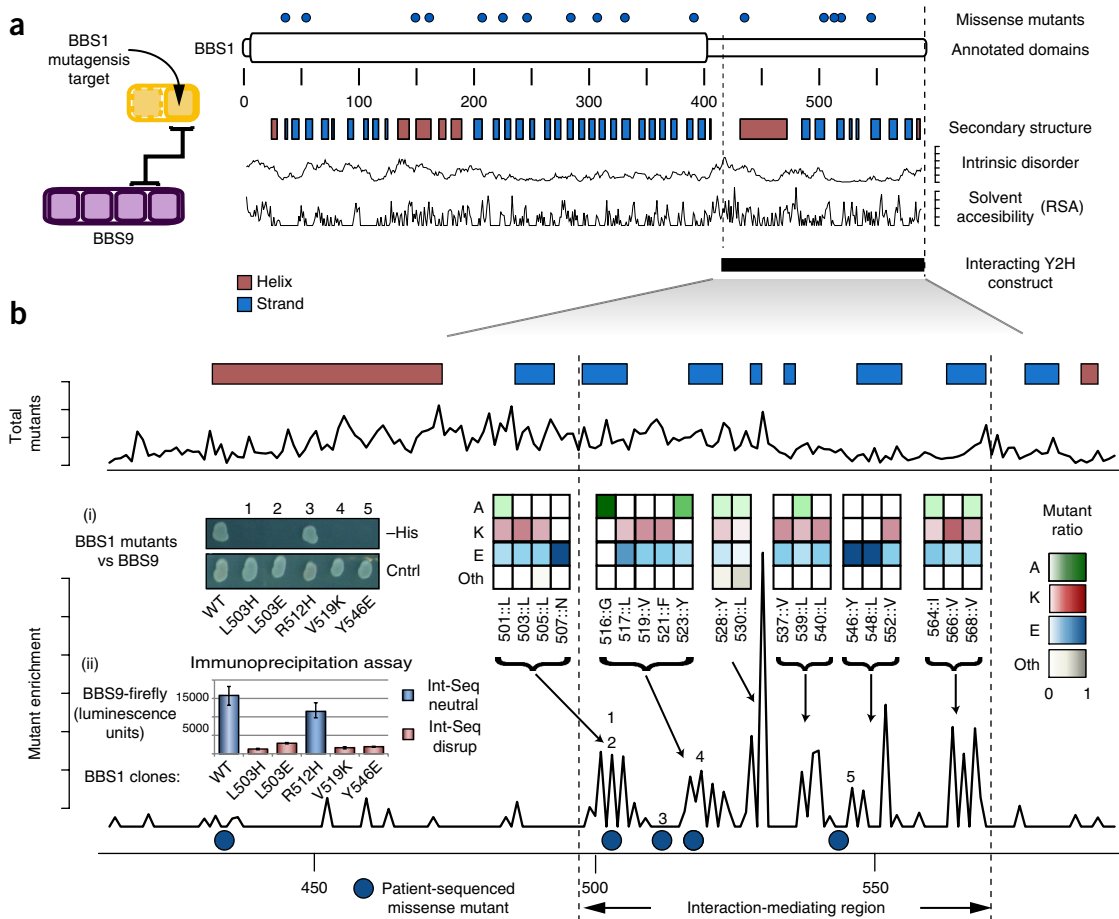 a
BBS1
mutagensis
target
BBS9
BBS1
Missense mutants
Annotated domains
0 100 200 300 400 500
Secondary structure
Intrinsic disorder
Solvent
accesibility
(RSA)
Interacting Y2H
construct
Helix
Strand
b
Total
mutants
(i)
BBS1 mutants
vs BBS9
1 2 3 4 5
–His
Cntrl
WT
L503H
L503E
R512H
V519K
Y546E
A
K
E
Oth
501::L
503::L
505::L
507::N
516::G
517::L
519::V
521::F
523::Y
528::Y
530::L
537::V
539::L
540::L
546::Y
548::L
552::V
564::I
566::V
568::V
Mutant
ratio
A
K
E
Oth
0 1
Mutant enrichment
(ii)
Immunoprecipitation assay
BBS9-firefly
(luminescence
units)
15000
5000
Int-Seq
neutral
Int-Seq
disrup
BBS1 clones:
WT
L503H
L503E
R512H
V519K
Y546E
1
2
3
4
5
450 500 550
Patient-sequenced
missense mutant
Interaction-mediating region